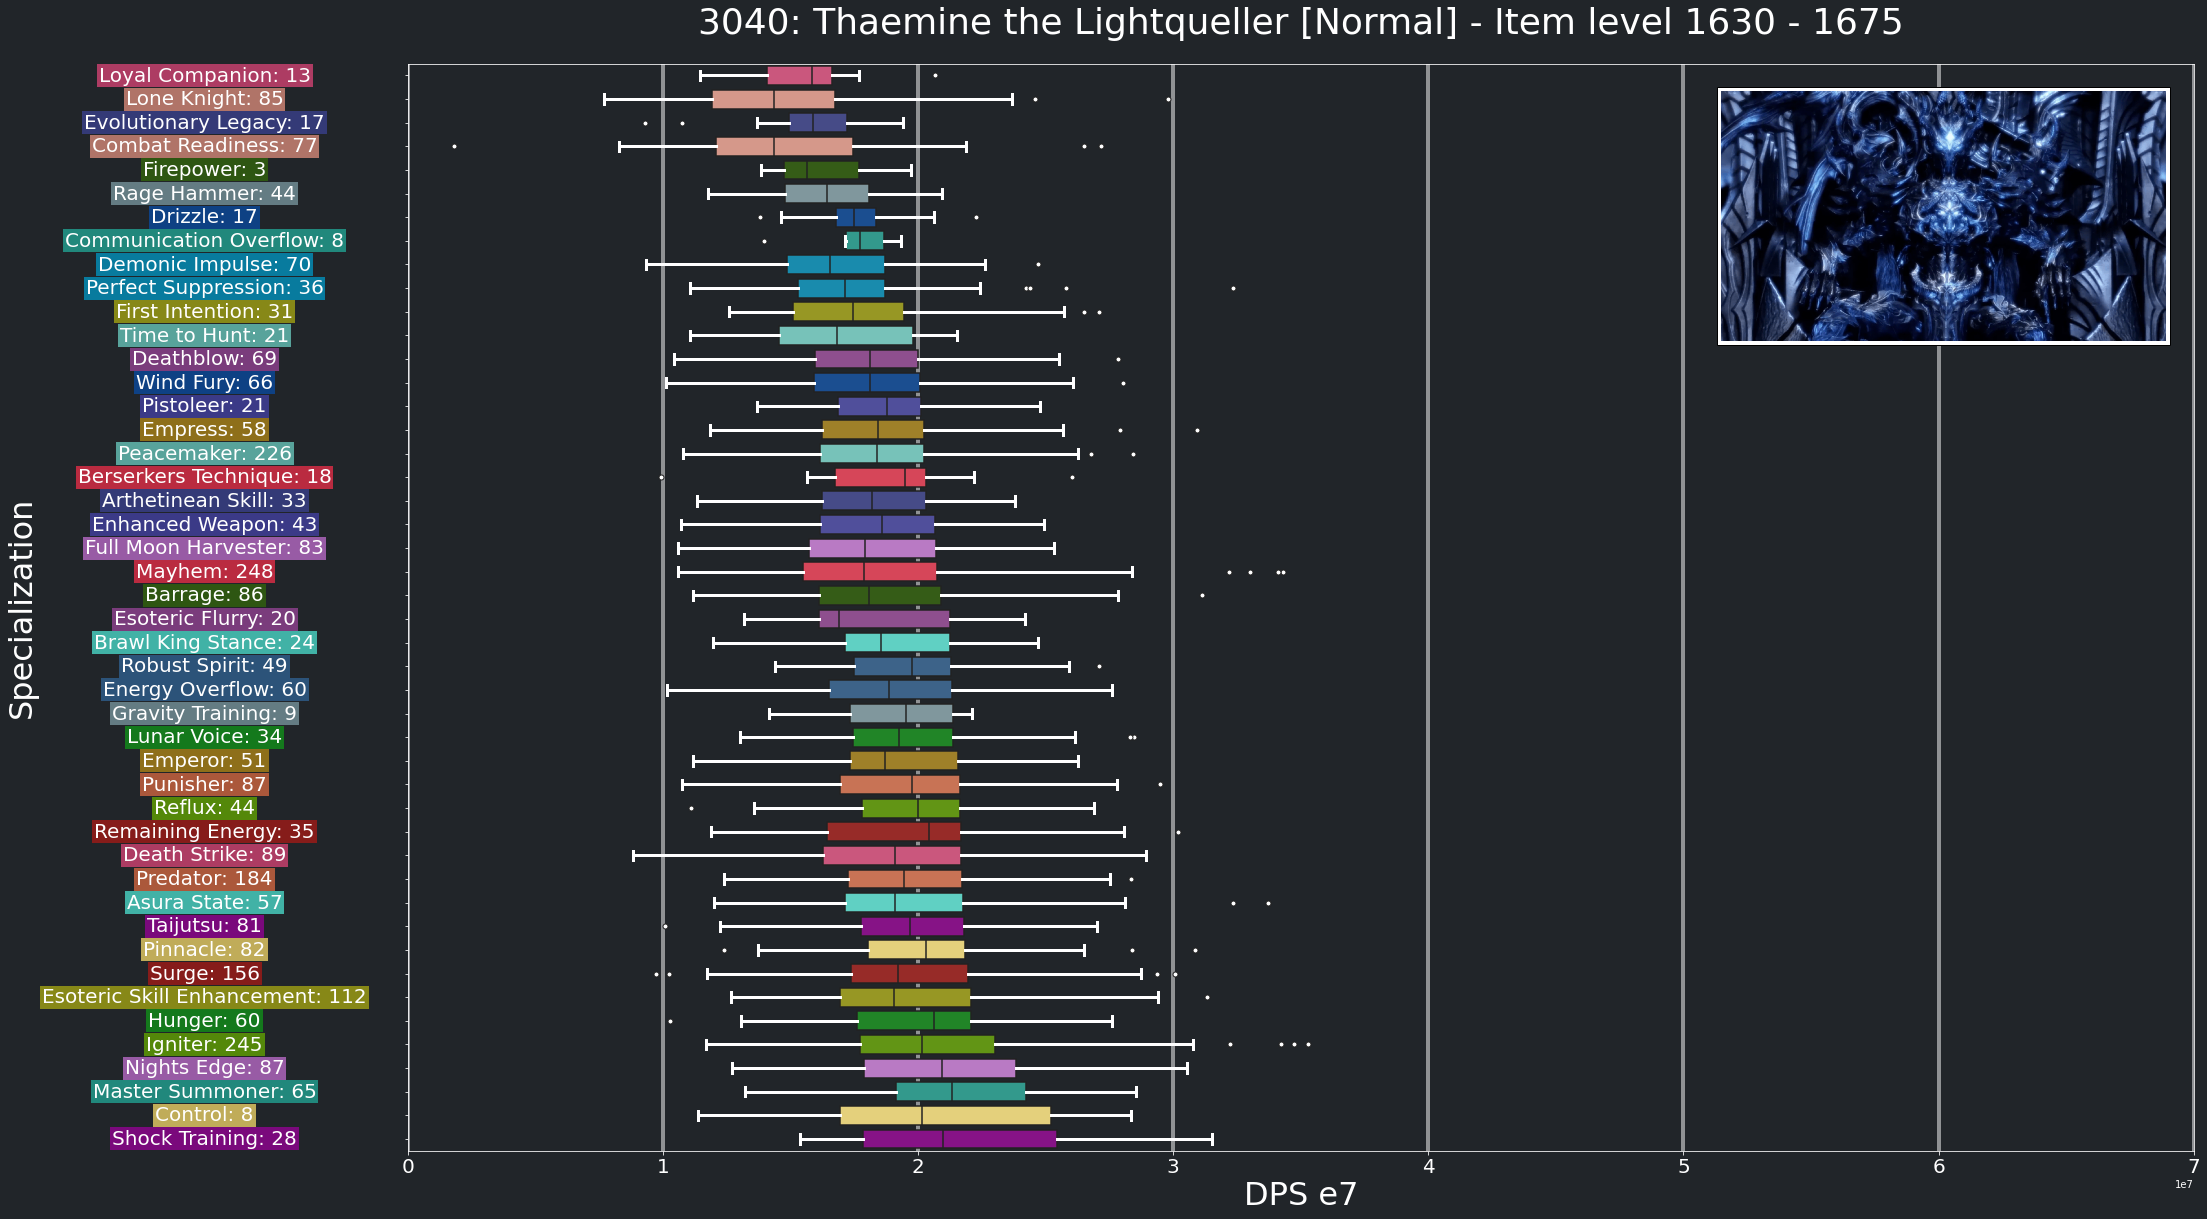 3040: Thaemine the Lightqueller [Normal] - Item level 1630 - 1675
Loyal Companion: 13
Lone Knight: 85
Evolutionary Legacy: 17
Combat Readiness: 77
Firepower: 3
Rage Hammer: 44
Drizzle: 17
Communication Overflow: 8
Demonic Impulse: 70
Perfect Suppression: 36
First Intention: 31
Time to Hunt: 21
Deathblow: 69
Wind Fury: 66
Pistoleer: 21
Empress: 58
Peacemaker: 226
Berserkers Technique: 18
Arthetinean Skill: 33
Enhanced Weapon: 43
Full Moon Harvester: 83
Mayhem: 248
Barrage: 86
Esoteric Flurry: 20
Brawl King Stance: 24
Robust Spirit: 49
Energy Overflow: 60
Gravity Training: 9
Lunar Voice: 34
Emperor: 51
Punisher: 87
Reflux: 44
Remaining Energy: 35
Death Strike: 89
Predator: 184
Asura State: 57
Taijutsu: 81
Pinnacle: 82
Surge: 156
Esoteric Skill Enhancement: 112
Hunger: 60
Igniter: 245
Nights Edge: 87
Master Summoner: 65
Control: 8
Shock Training: 28
Specialization
0 1 2 3 4 5 6 7
DPS e7
1e7